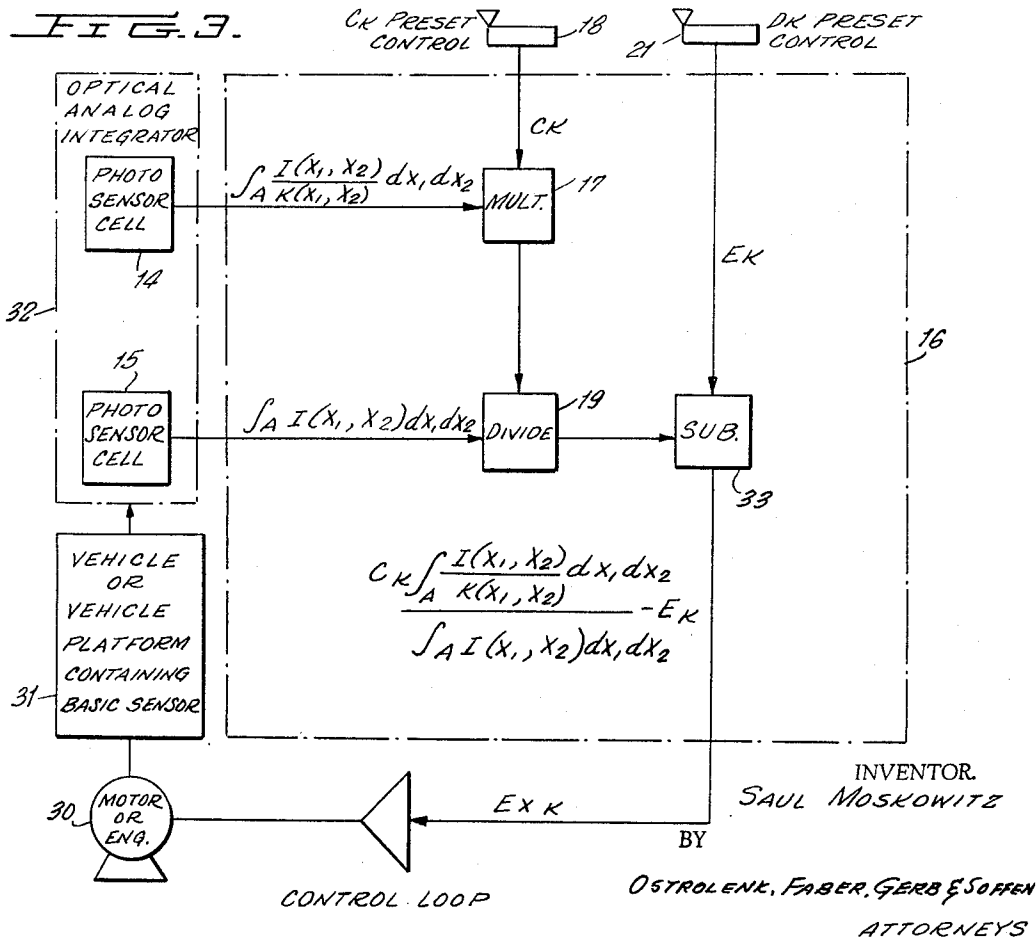 FIG. 3.
CK PRESET
CONTROL
18
21
DK PRESET
CONTROL
OPTICAL
ANALOG
INTEGRATOR
CK
PHOTO
SENSOR
CELL
14
∫A I(X1, X2)/K(X1, X2) dx1 dx2
MULT.
17
EK
32
16
15
PHOTO
SENSOR
CELL
∫A I(X1, X2) dx1 dx2
DIVIDE
19
SUB.
33
VEHICLE
OR
VEHICLE
PLATFORM
CONTAINING
BASIC SENSOR
31
CK ∫A I(X1, X2)/K(X1, X2) dx1 dx2
- EK
∫A I(X1, X2) dx1 dx2
30
MOTOR
OR
ENG.
EXK
CONTROL LOOP
INVENTOR.
SAUL MOSKOWITZ
BY
OSTROLENK, FABER, GERB & SOFFEN
ATTORNEYS